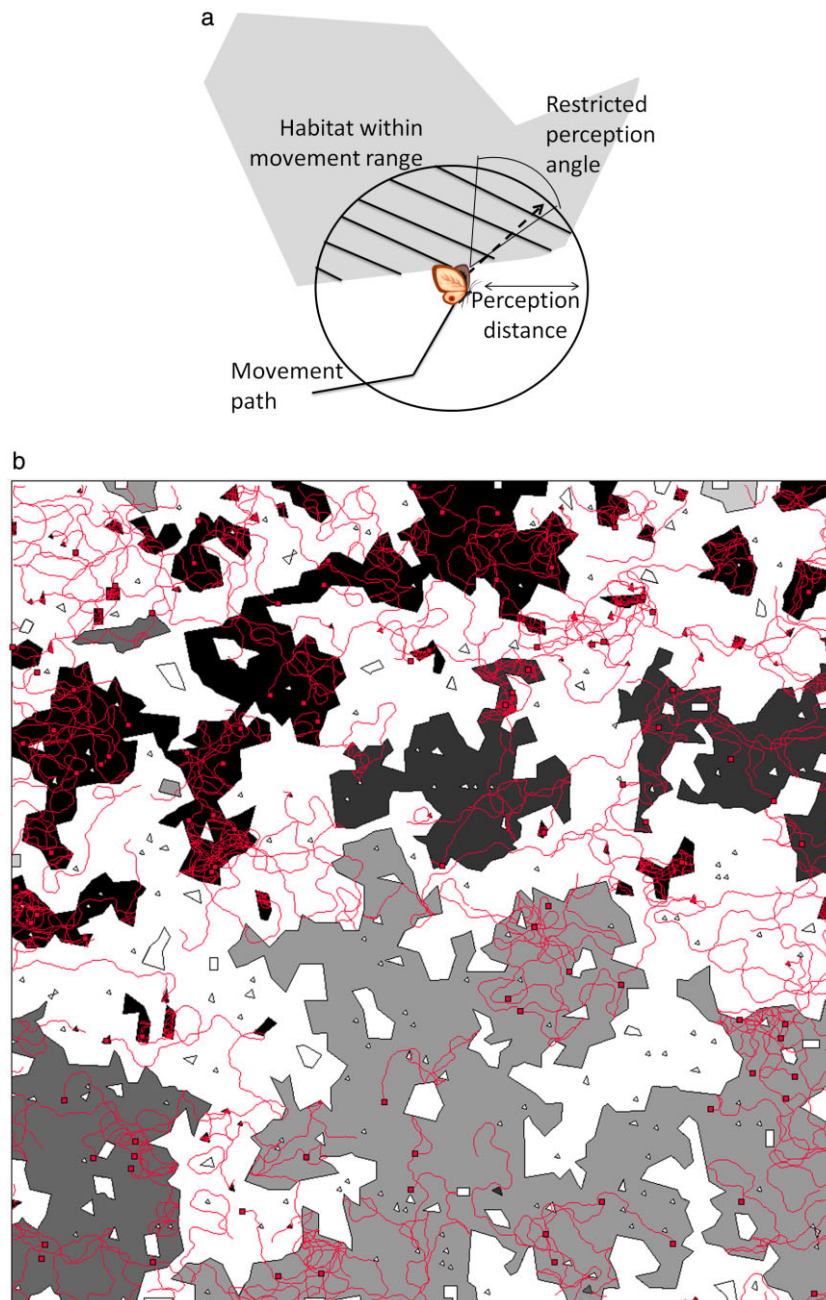 a
Habitat within
movement range
Restricted
perception
angle
Perception
distance
Movement
path
b